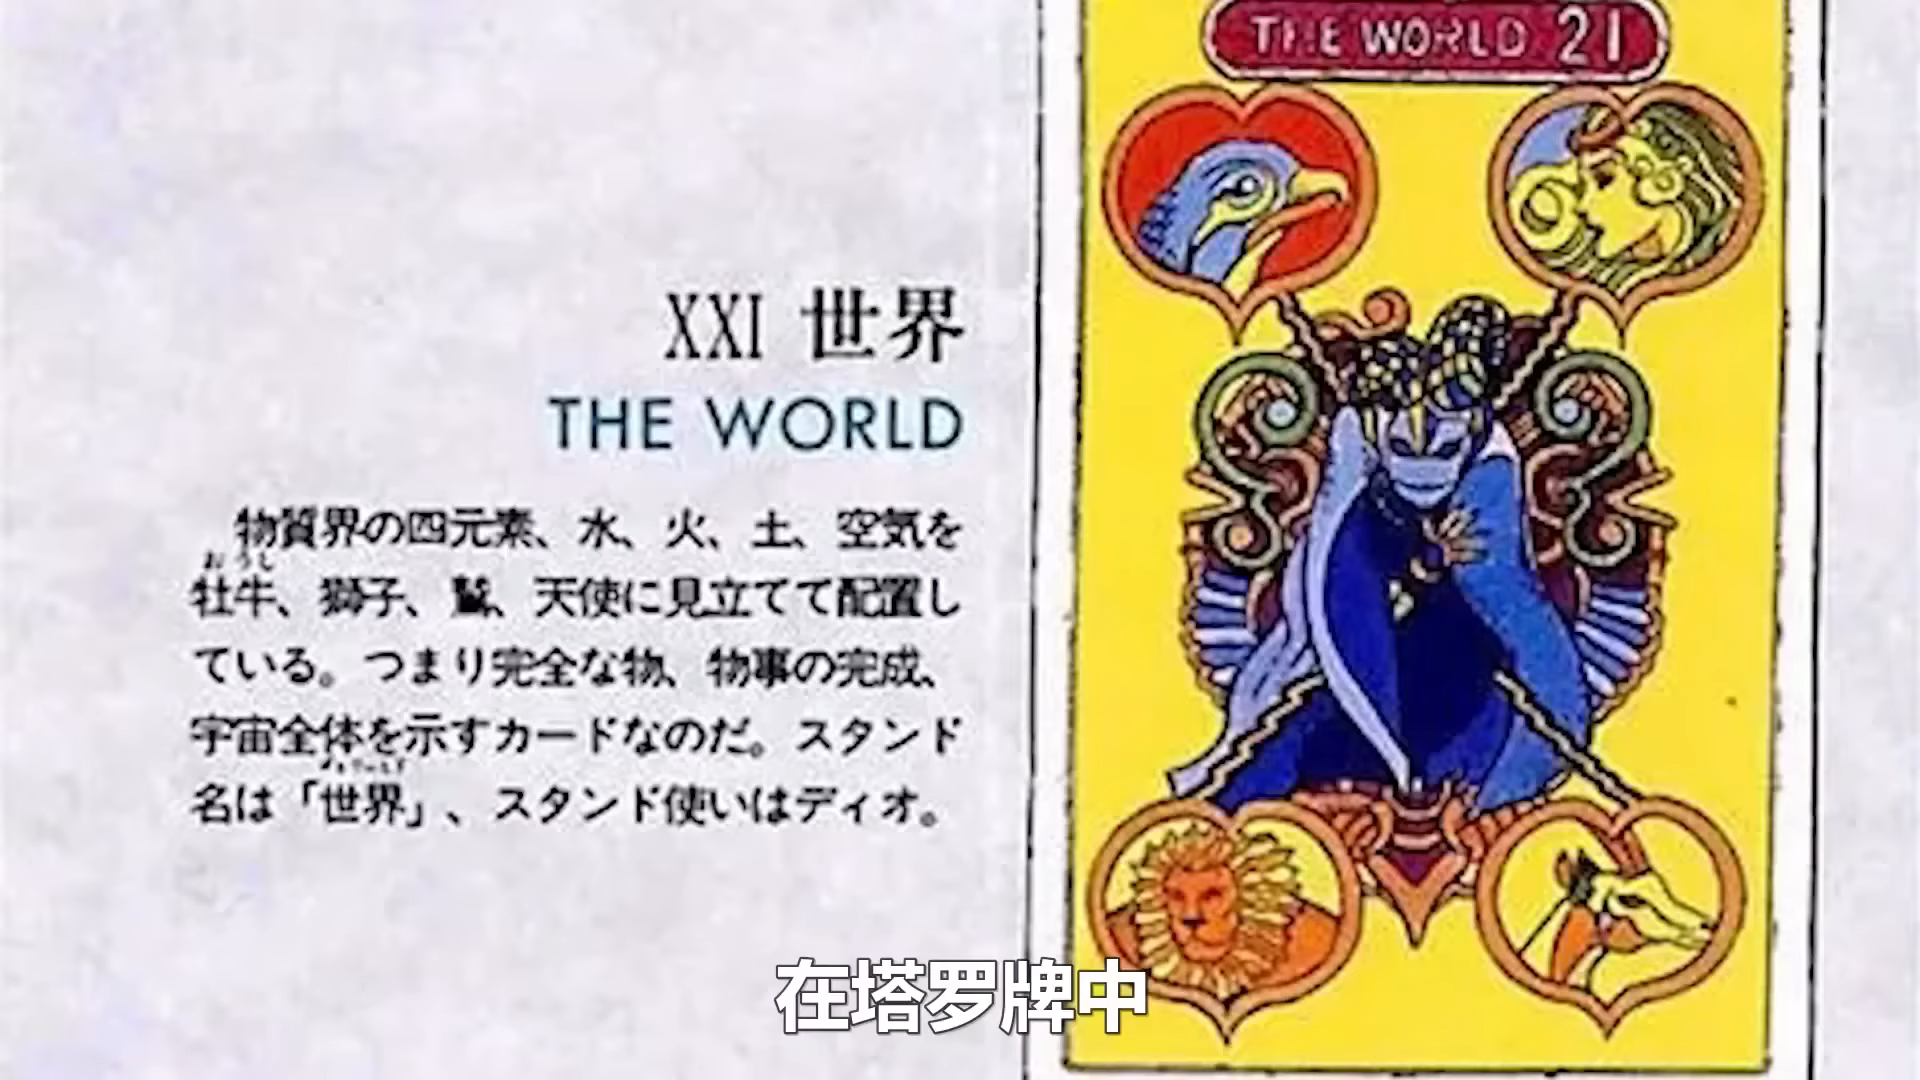 THE WORLD 21
XXI 世界
THE WORLD
物質界の四元素、水、火、土、空気を
おうし
牡牛、獅子、鷲、天使に見立てて配置し
ている。つまり完全な物、物事の完成、
宇宙全体を示すカードなのだ。スタンド
名は「世界」、スタンド使いはディオ。
在塔罗牌中